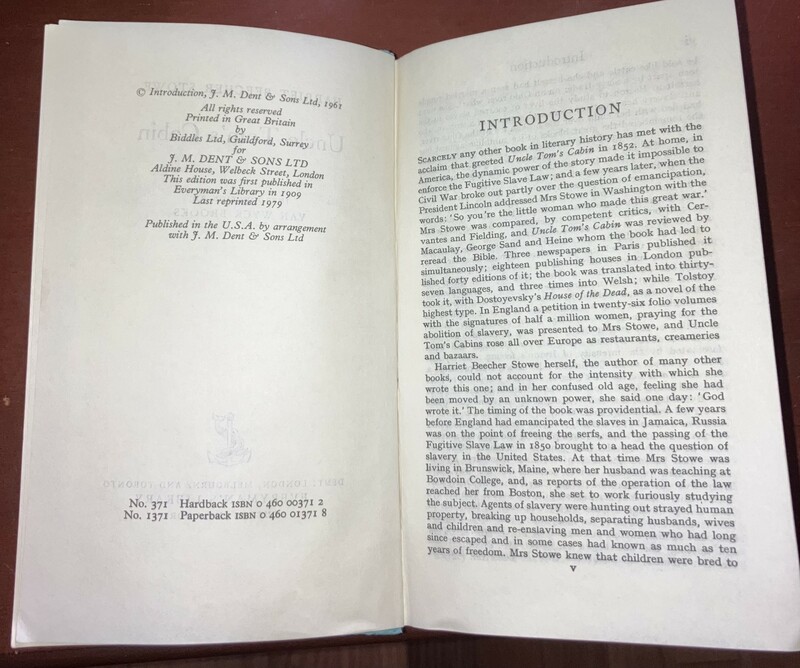 © Introduction, J. M. Dent & Sons Ltd, 1961
All rights reserved
Printed in Great Britain
by
Biddles Ltd, Guildford, Surrey
for
J. M. DENT & SONS LTD
Aldine House, Welbeck Street, London
This edition was first published in
Everyman's Library in 1909
Last reprinted 1979
Published in the U.S.A. by arrangement
with J. M. Dent & Sons Ltd
No. 371 Hardback ISBN 0 460 00371 2
No. 1371 Paperback ISBN 0 460 01371 8
INTRODUCTION
SCARCELY any other book in literary history has met with the
acclaim that greeted Uncle Tom's Cabin in 1852. At home, in
America, the dynamic power of the story made it impossible to
enforce the Fugitive Slave Law; and a few years later, when the
Civil War broke out partly over the question of emancipation,
President Lincoln addressed Mrs Stowe in Washington with the
words: 'So you're the little woman who made this great war.'
Mrs Stowe was compared, by competent critics, with Cer-
vantes and Fielding, and Uncle Tom's Cabin was reviewed by
Macaulay, George Sand and Heine whom the book had led to
reread the Bible. Three newspapers in Paris published it
simultaneously; eighteen publishing houses in London pub-
lished forty editions of it; the book was translated into thirty-
seven languages, and three times into Welsh; while Tolstoy
took it, with Dostoyevsky's House of the Dead, as a novel of the
highest type. In England a petition in twenty-six folio volumes
with the signatures of half a million women, praying for the
abolition of slavery, was presented to Mrs Stowe, and Uncle
Tom's Cabins rose all over Europe as restaurants, creameries
and bazaars.
Harriet Beecher Stowe herself, the author of many other
books, could not account for the intensity with which she
wrote this one; and in her confused old age, feeling she had
been moved by an unknown power, she said one day: 'God
wrote it.' The timing of the book was providential. A few years
before England had emancipated the slaves in Jamaica, Russia
was on the point of freeing the serfs, and the passing of the
Fugitive Slave Law in 1850 brought to a head the question of
slavery in the United States. At that time Mrs Stowe was
living in Brunswick, Maine, where her husband was teaching at
Bowdoin College, and, as reports of the operation of the law
reached her from Boston, she set to work furiously studying
the subject. Agents of slavery were hunting out strayed human
property, breaking up households, separating husbands, wives
and children and re-enslaving men and women who had long
since escaped and in some cases had known as much as ten
years of freedom. Mrs Stowe knew that children were bred to
v